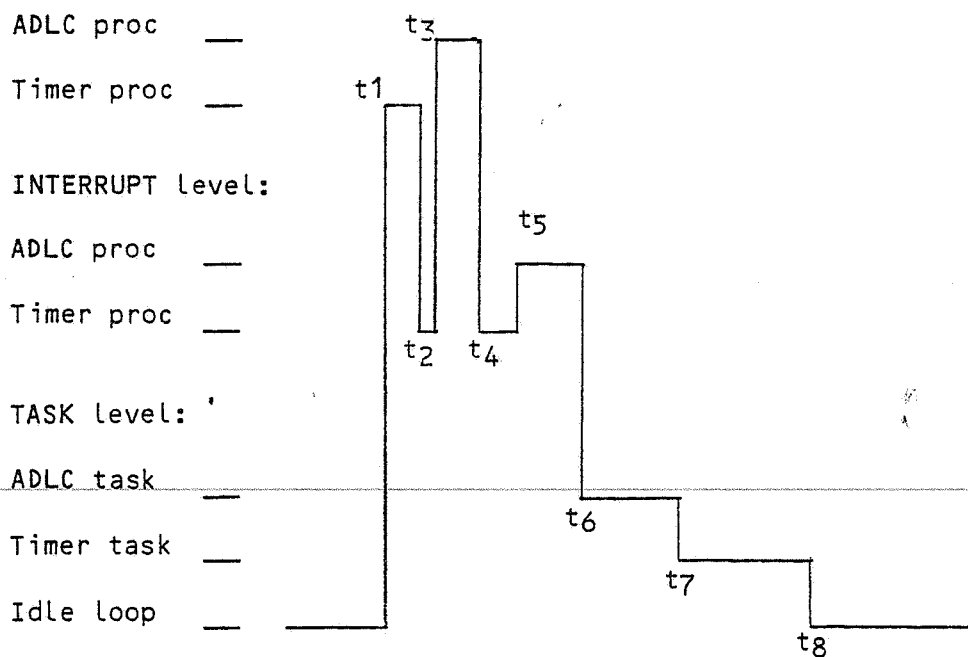 ADLC proc
t3
Timer proc
t1
INTERRUPT level:
t5
ADLC proc
Timer proc
t2
t4
TASK level:
ADLC task
t6
Timer task
t7
Idle loop
t8